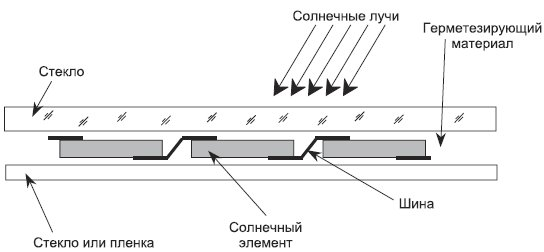 Солнечные лучи
Герметезирующий
материал
Стекло
Шина
Солнечный
элемент
Стекло или пленка